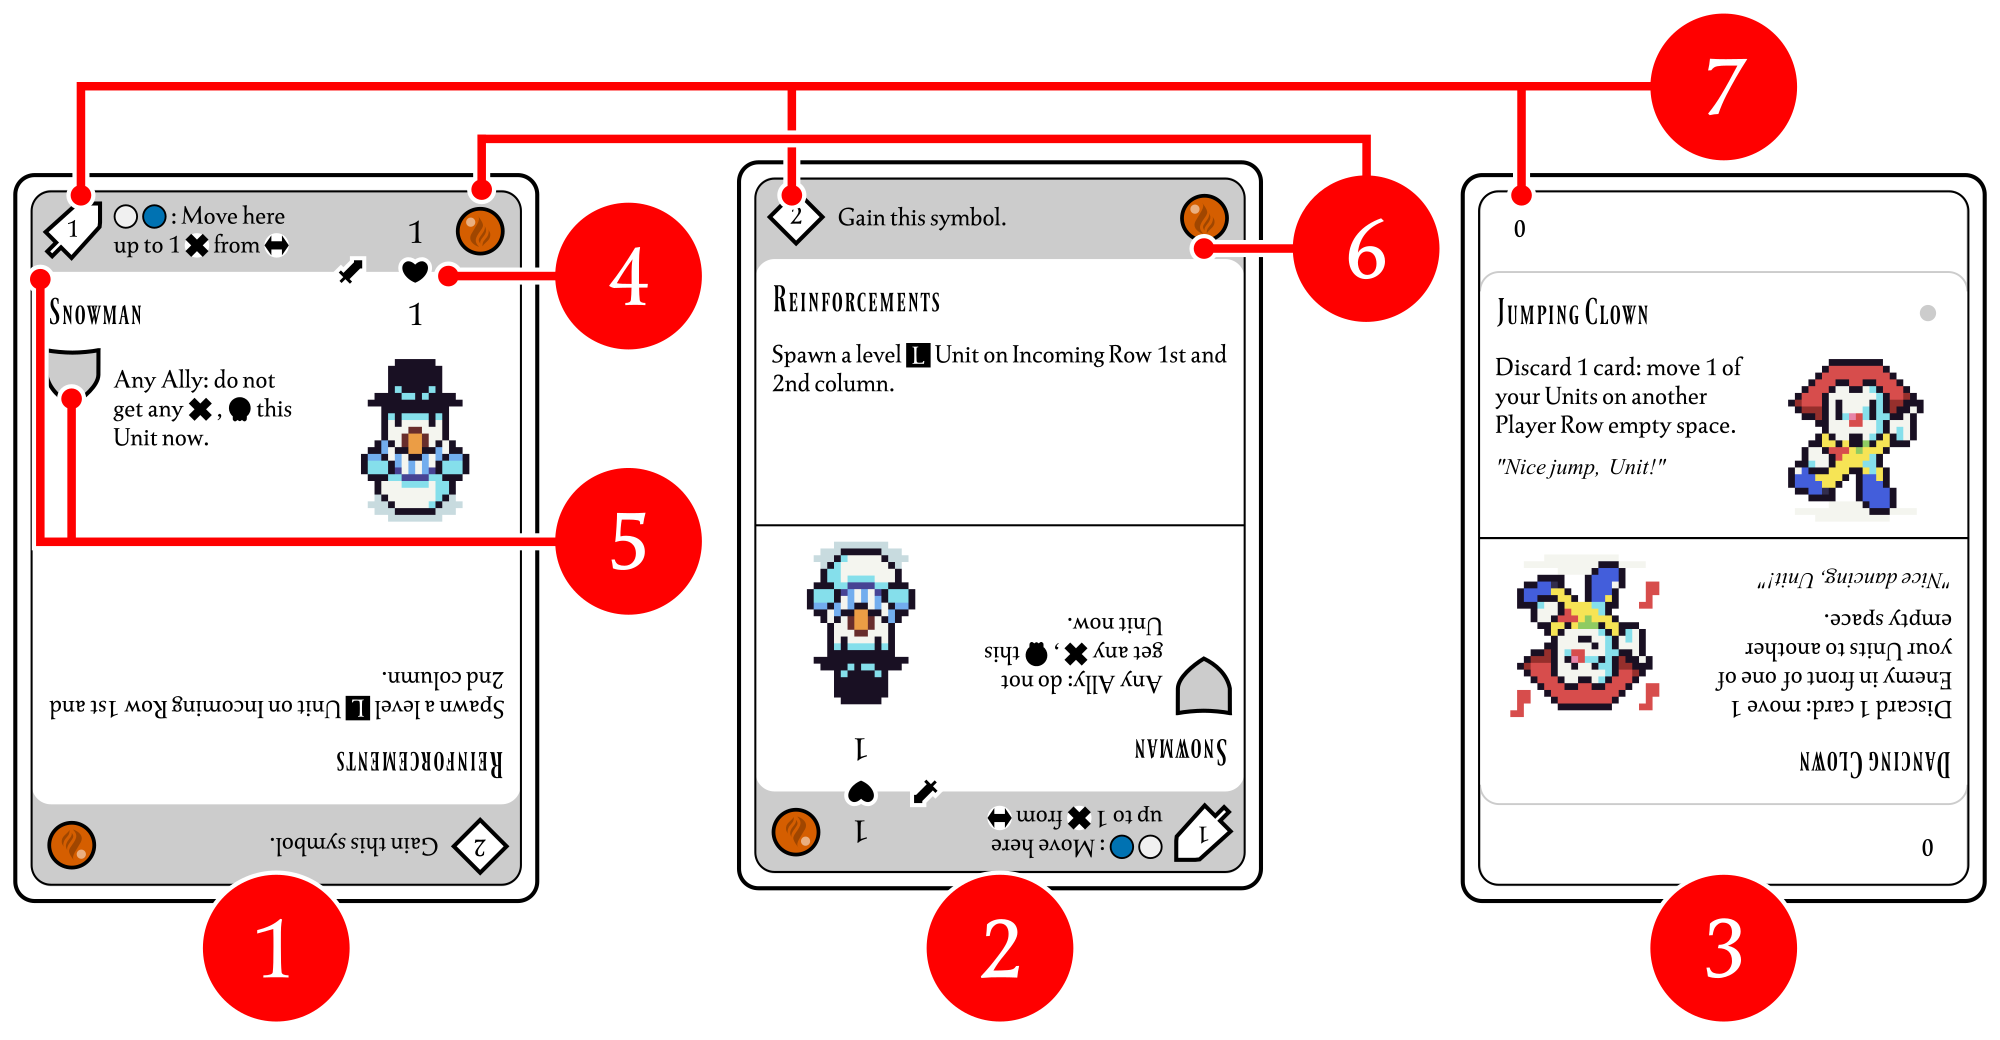 7
1
: Move here
up to 1 from
1
1
Snowman
Any Ally: do not
get any , this
Unit now.
4
5
Reinforcements
Spawn a level L Unit on Incoming Row 1st and
2nd column.
2
Gain this symbol.
1
2
Gain this symbol.
6
Reinforcements
Spawn a level L Unit on Incoming Row 1st and
2nd column.
1
: Move here
up to 1 from
1
1
Snowman
Any Ally: do not
get any , this
Unit now.
2
0
Jumping Clown
Discard 1 card: move 1 of
your Units on another
Player Row empty space.
"Nice jump, Unit!"
0
Dancing Clown
Discard 1 card: move 1
Enemy in front of one of
your Units to another
empty space.
"Nice dancing, Unit!"
3